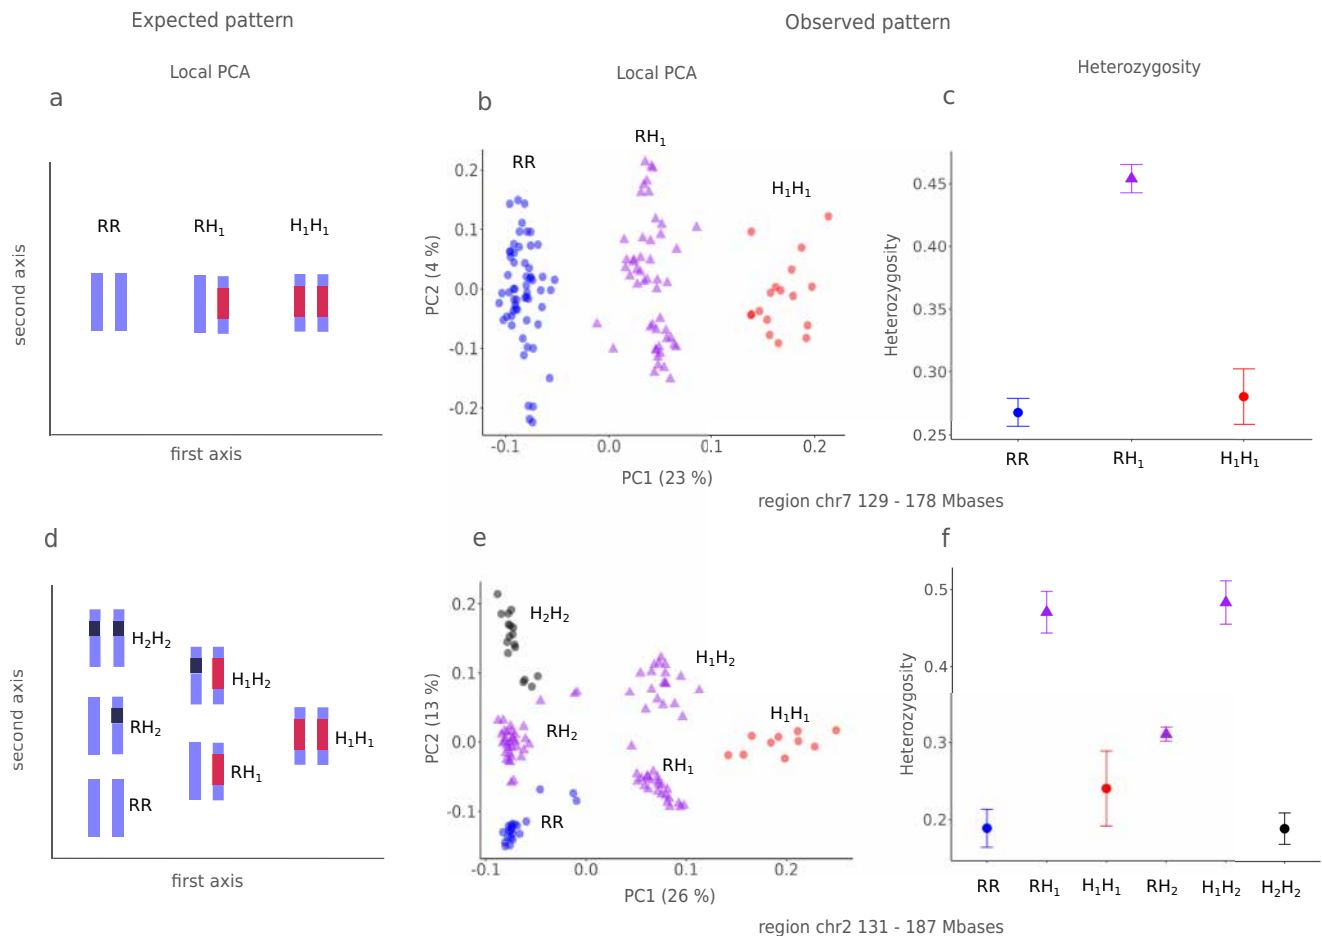 Expected pattern
Observed pattern
Local PCA
Local PCA
Heterozygosity
a
RR
RH₁
H₁H₁
second axis
first axis
b
RR
RH₁
H₁H₁
0.2
0.1
0.0
-0.1
-0.2
PC2 (4 %)
-0.1
0.0
0.1
0.2
PC1 (23 %)
c
0.45
0.40
0.35
0.30
0.25
Heterozygosity
RR
RH₁
H₁H₁
region chr7 129 - 178 Mbases
d
H₂H₂
H₁H₂
RH₂
H₁H₁
RH₁
RR
second axis
first axis
e
H₂H₂
H₁H₂
H₁H₁
RH₂
RH₁
RR
0.2
0.1
0.0
-0.1
PC2 (13 %)
-0.1
0.0
0.1
0.2
PC1 (26 %)
f
0.5
0.4
0.3
0.2
Heterozygosity
RR
RH₁
H₁H₁
RH₂
H₁H₂
H₂H₂
region chr2 131 - 187 Mbases